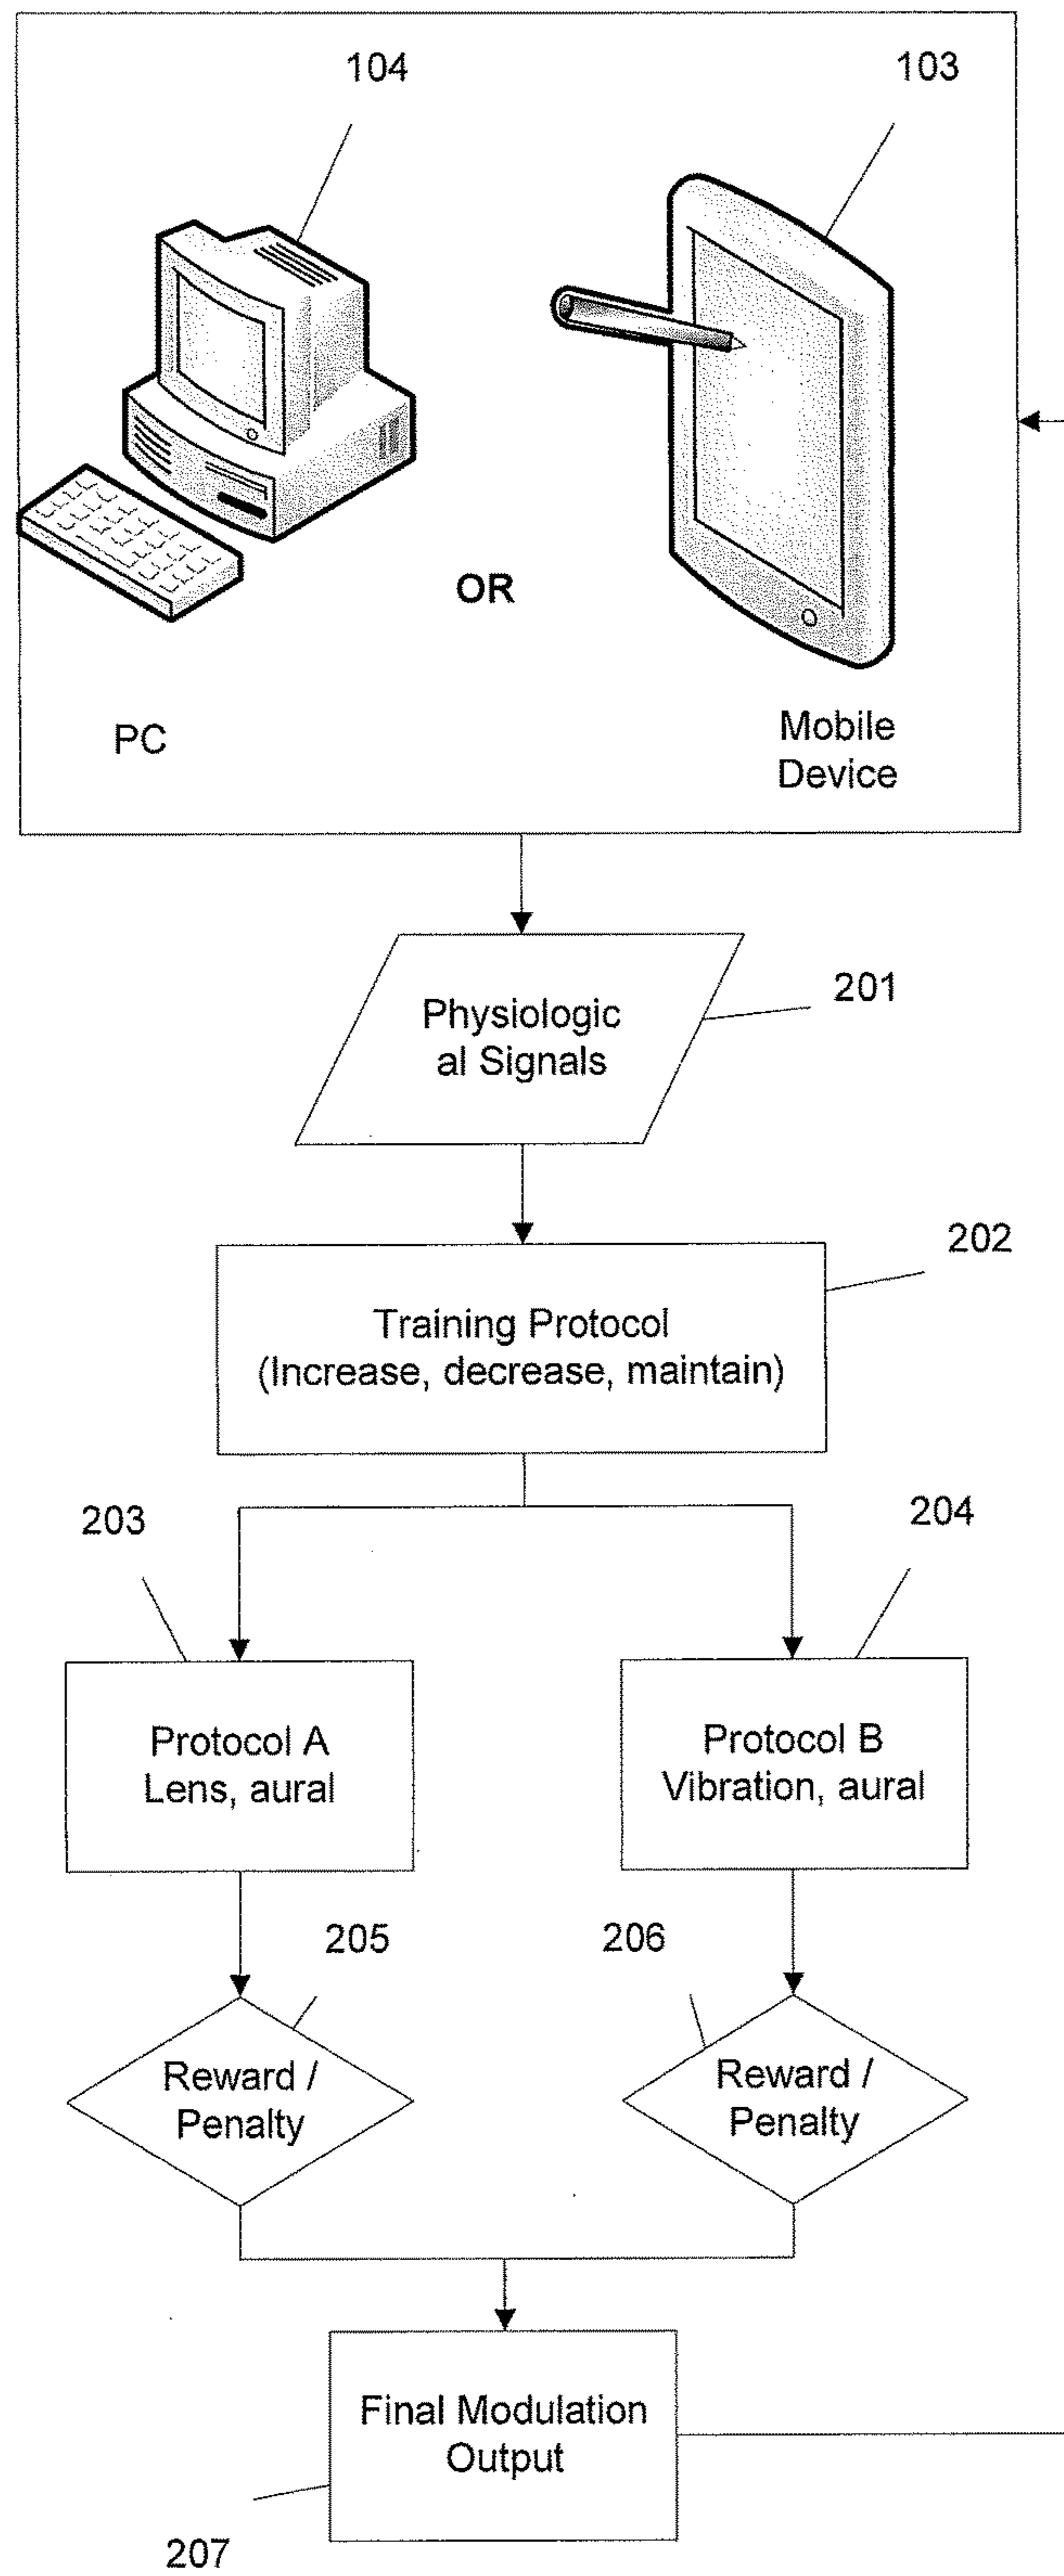 104
103
OR
PC
Mobile
Device
Physiologic
al Signals
201
202
Training Protocol
(Increase, decrease, maintain)
203
204
Protocol A
Lens, aural
Protocol B
Vibration, aural
205
206
Reward /
Penalty
Reward /
Penalty
Final Modulation
Output
207